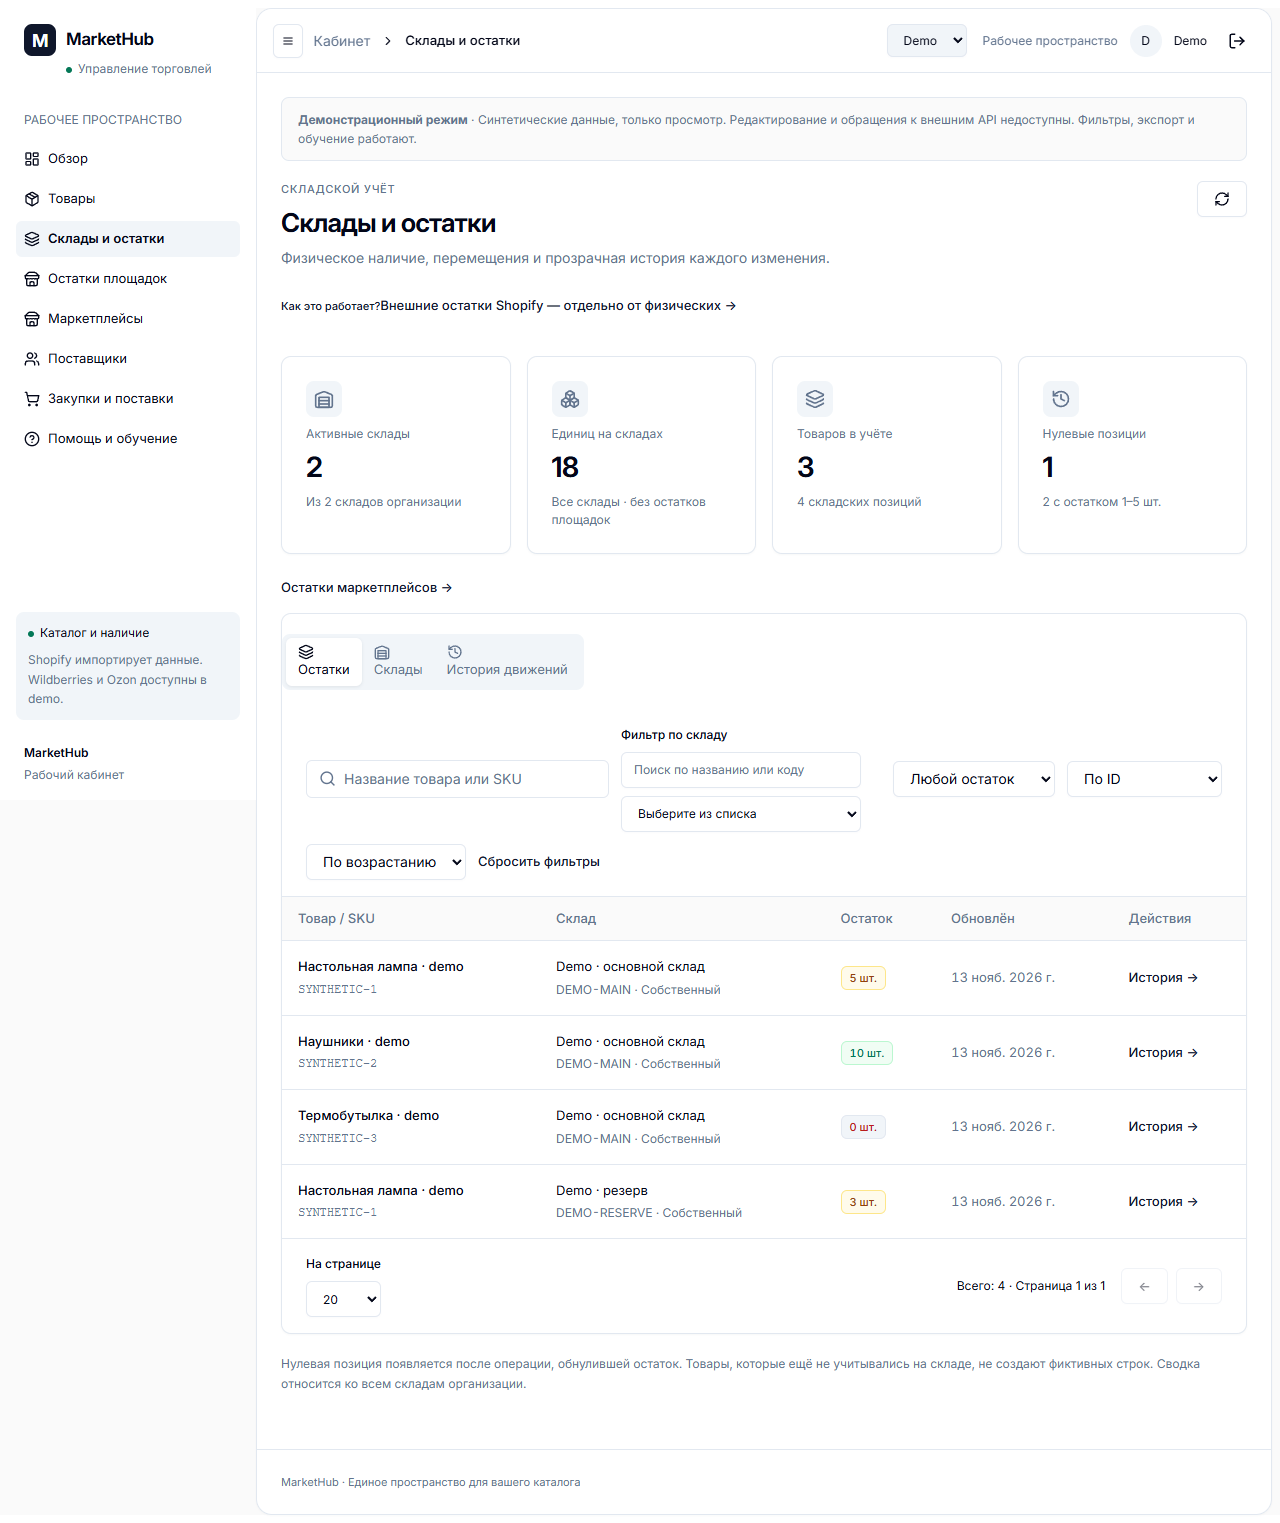 M MarketHub
Управление торговлей
РАБОЧЕЕ ПРОСТРАНСТВО
Обзор
Товары
Склады и остатки
Остатки площадок
Маркетплейсы
Поставщики
Закупки и поставки
Помощь и обучение
Каталог и наличие
Shopify импортирует данные.
Wildberries и Ozon доступны в
demo.
MarketHub
Рабочий кабинет
Кабинет > Склады и остатки
Demo
Рабочее пространство
D
Demo
Демонстрационный режим · Синтетические данные, только просмотр. Редактирование и обращения к внешним API недоступны. Фильтры, экспорт и
обучение работают.
СКЛАДСКОЙ УЧЁТ
Склады и остатки
Физическое наличие, перемещения и прозрачная история каждого изменения.
Как это работает?Внешние остатки Shopify — отдельно от физических →
Активные склады
2
Из 2 складов организации
Единиц на складах
18
Все склады · без остатков
площадок
Товаров в учёте
3
4 складских позиций
Нулевые позиции
1
2 с остатком 1–5 шт.
Остатки маркетплейсов →
Остатки
Склады
История движений
Название товара или SKU
Фильтр по складу
Поиск по названию или коду
Выберите из списка
Любой остаток
По ID
По возрастанию
Сбросить фильтры
Товар / SKU Склад Остаток Обновлён Действия
Настольная лампа · demo Demo · основной склад 5 шт. 13 нояб. 2026 г. История →
SYNTHETIC-1 DEMO-MAIN · Собственный
Наушники · demo Demo · основной склад 10 шт. 13 нояб. 2026 г. История →
SYNTHETIC-2 DEMO-MAIN · Собственный
Термобутылка · demo Demo · основной склад 0 шт. 13 нояб. 2026 г. История →
SYNTHETIC-3 DEMO-MAIN · Собственный
Настольная лампа · demo Demo · резерв 3 шт. 13 нояб. 2026 г. История →
SYNTHETIC-1 DEMO-RESERVE · Собственный
На странице
20
Всего: 4 · Страница 1 из 1
← →
Нулевая позиция появляется после операции, обнулившей остаток. Товары, которые ещё не учитывались на складе, не создают фиктивных строк. Сводка
относится ко всем складам организации.
MarketHub · Единое пространство для вашего каталога